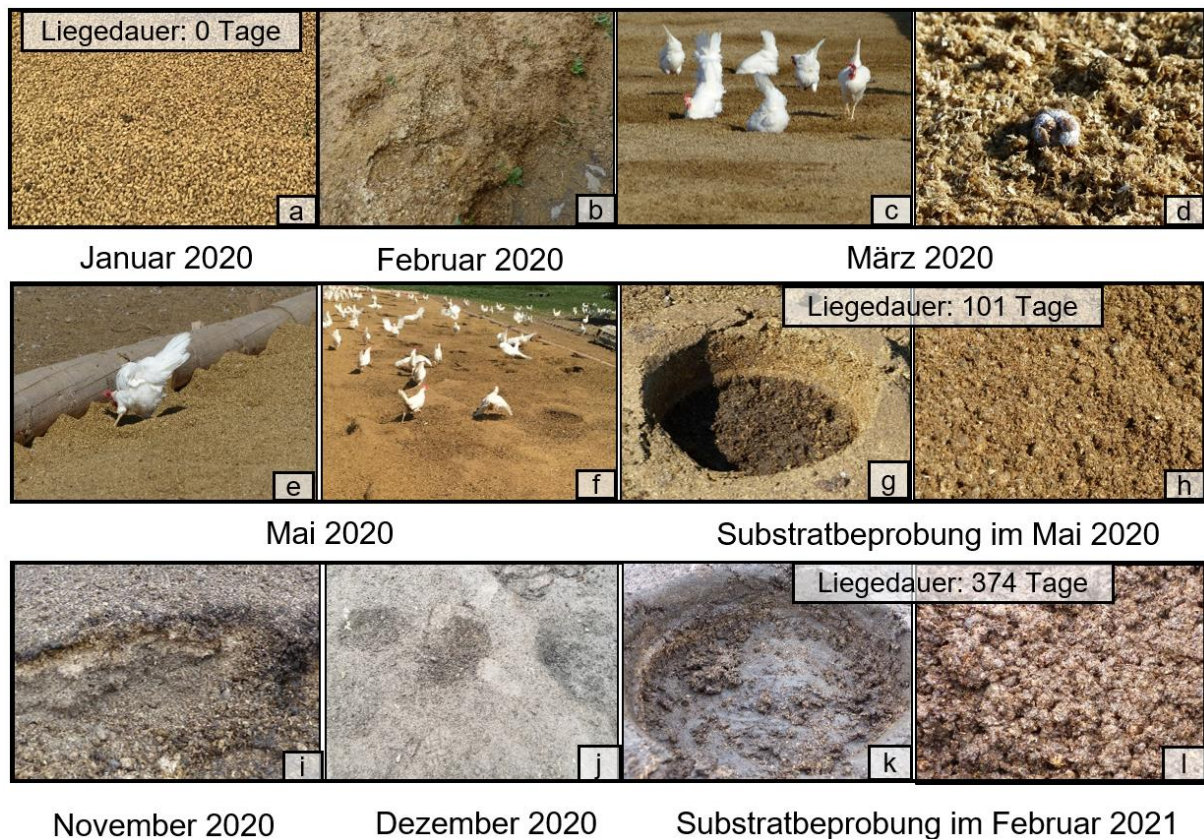 Liegedauer: 0 Tage
a
b
c
d
Januar 2020
Februar 2020
März 2020
Liegedauer: 101 Tage
e
f
g
h
Mai 2020
Substratbeprobung im Mai 2020
Liegedauer: 374 Tage
i
j
k
l
November 2020
Dezember 2020
Substratbeprobung im Februar 2021